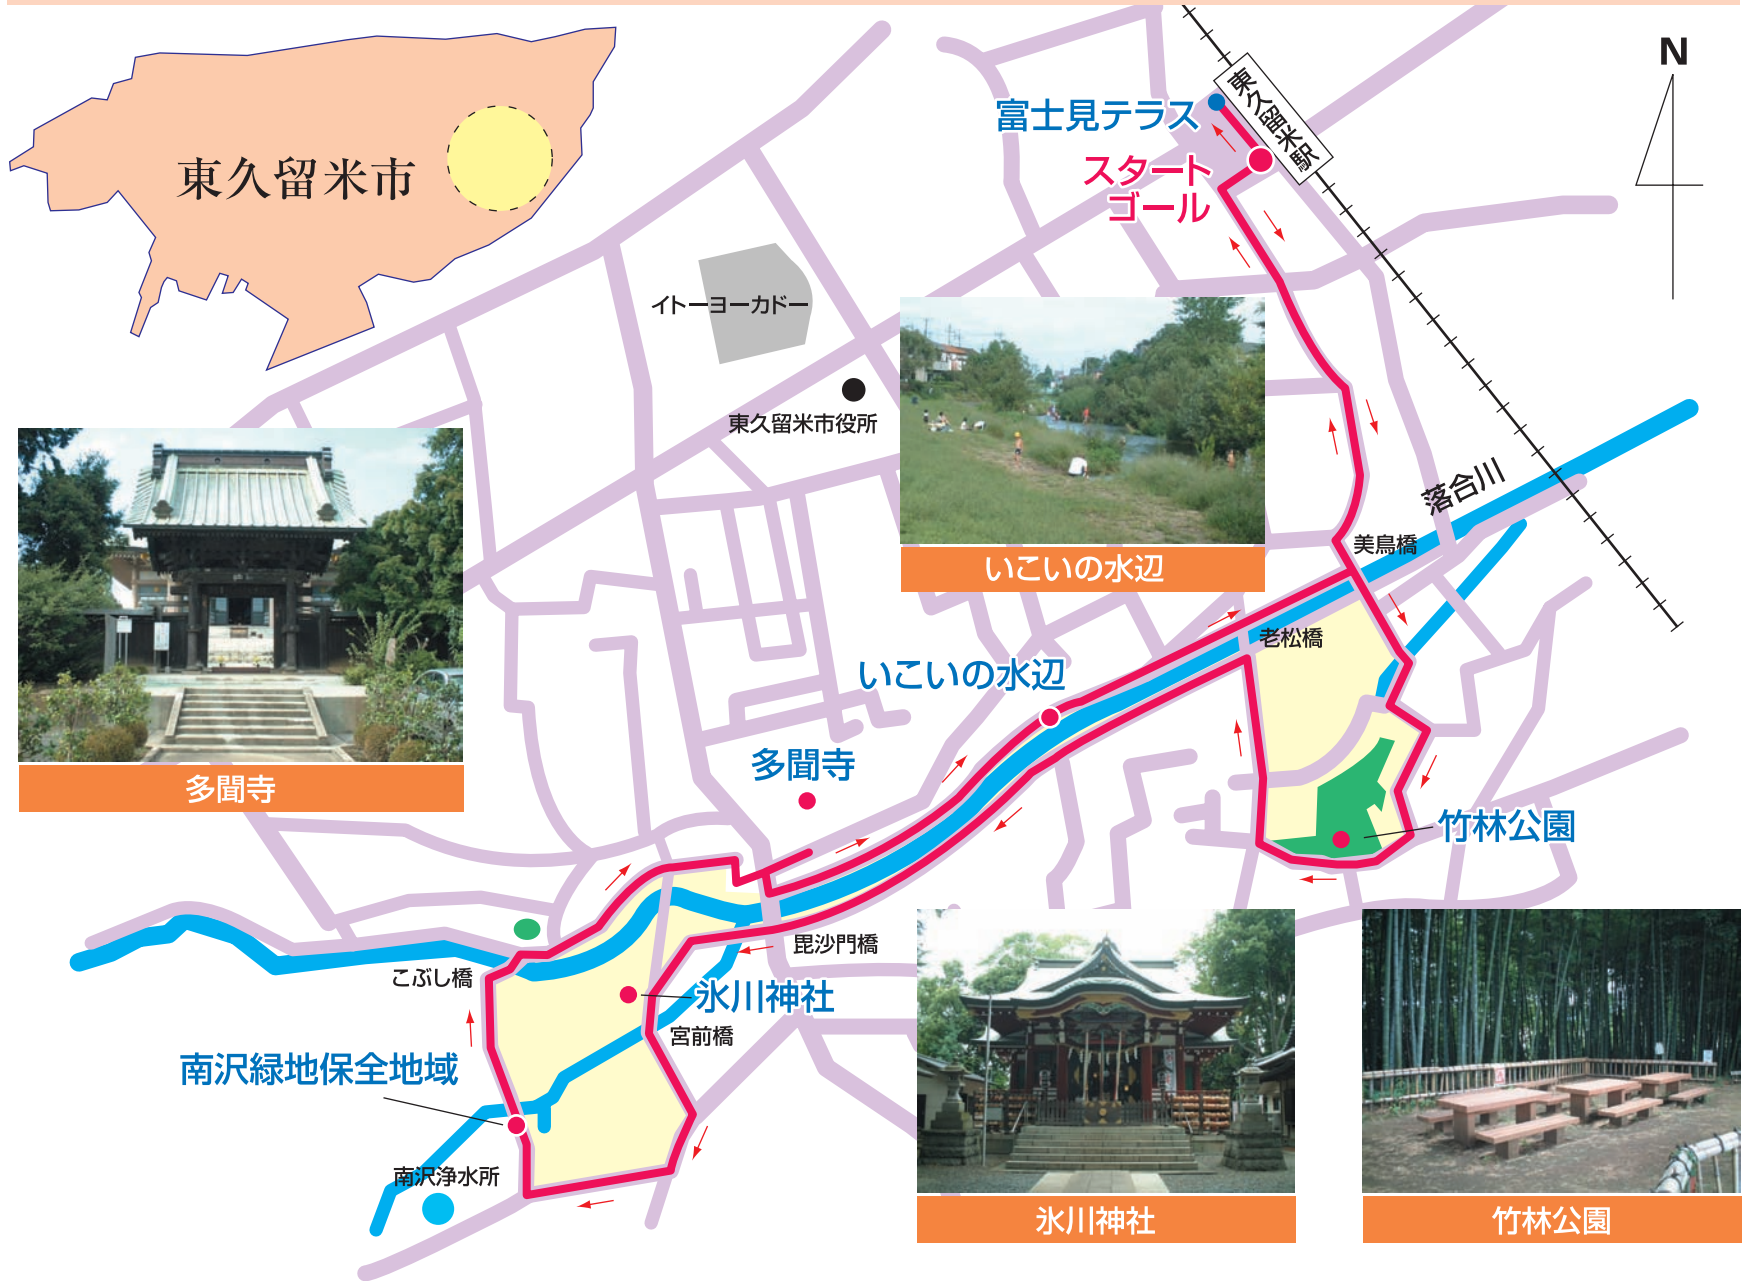 東久留米市
N
東久留米駅
富士見テラス
スタート
ゴール
イトーヨーカドー
東久留米市役所
いこいの水辺
落合川
美鳥橋
老松橋
いこいの水辺
多聞寺
多聞寺
竹林公園
毘沙門橋
こぶし橋
氷川神社
宮前橋
南沢緑地保全地域
南沢浄水所
氷川神社
竹林公園